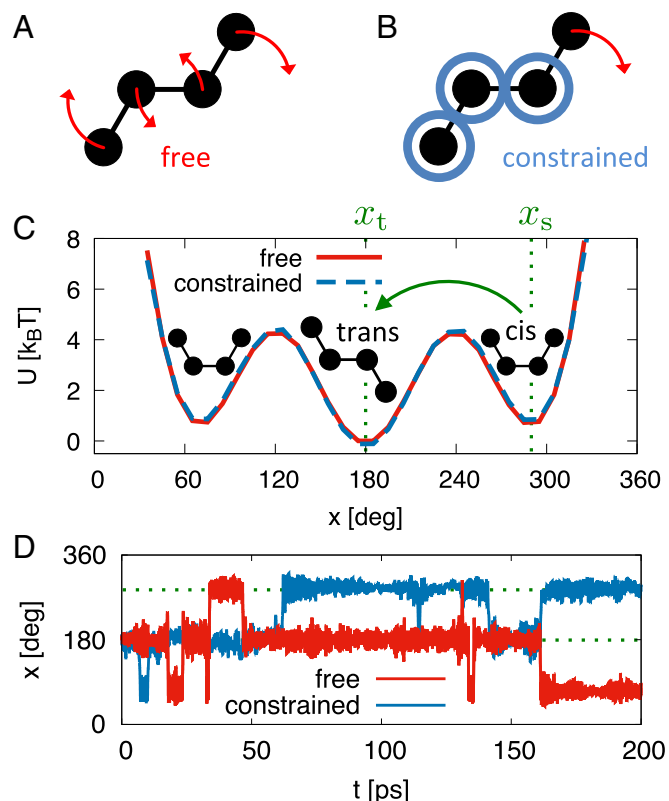 A
B
free
constrained
C
x_t
x_s
8
6
4
2
0
U [k_BT]
free
constrained
trans
cis
0
60
120
180
240
300
360
x [deg]
D
360
180
0
x [deg]
free
constrained
0
50
100
150
200
t [ps]